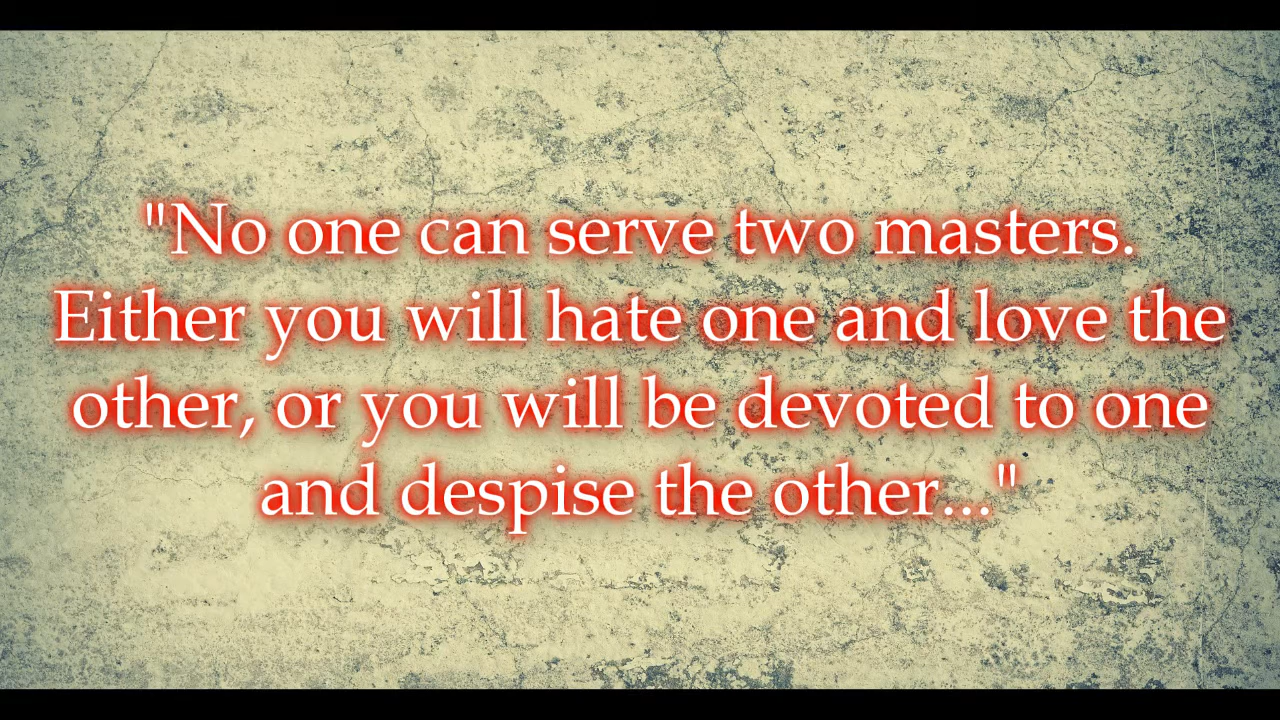 "No one can serve two masters.
Either you will hate one and love the
other, or you will be devoted to one
and despise the other..."